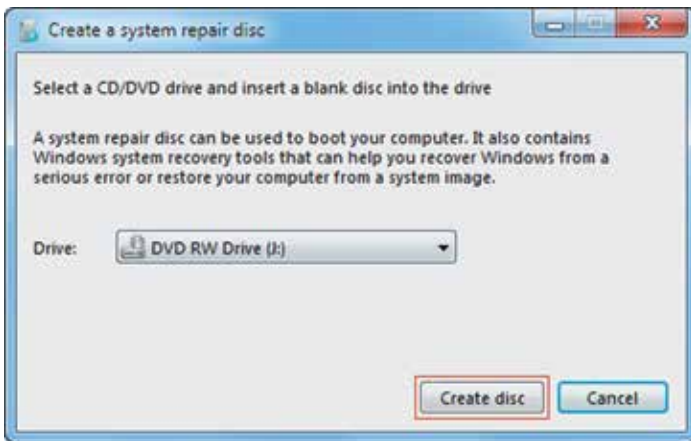 Create a system repair disc
Select a CD/DVD drive and insert a blank disc into the drive
A system repair disc can be used to boot your computer. It also contains
Windows system recovery tools that can help you recover Windows from a
serious error or restore your computer from a system image.
Drive: DVD RW Drive (J:)
Create disc Cancel